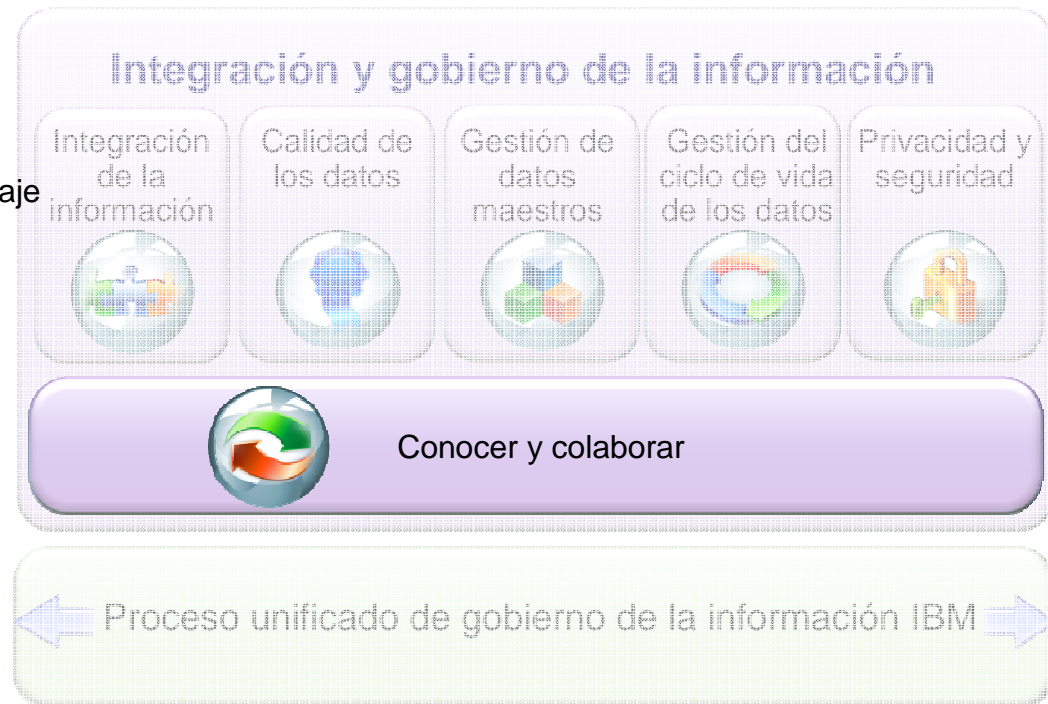 Integración y gobierno de la información
Integración
de la
información
Calidad de
los datos
Gestión de
datos
maestros
Gestión del
ciclo de vida
de los datos
Privacidad y
seguridad
aje
Conocer y colaborar
Proceso unificado de gobierno de la información IBM